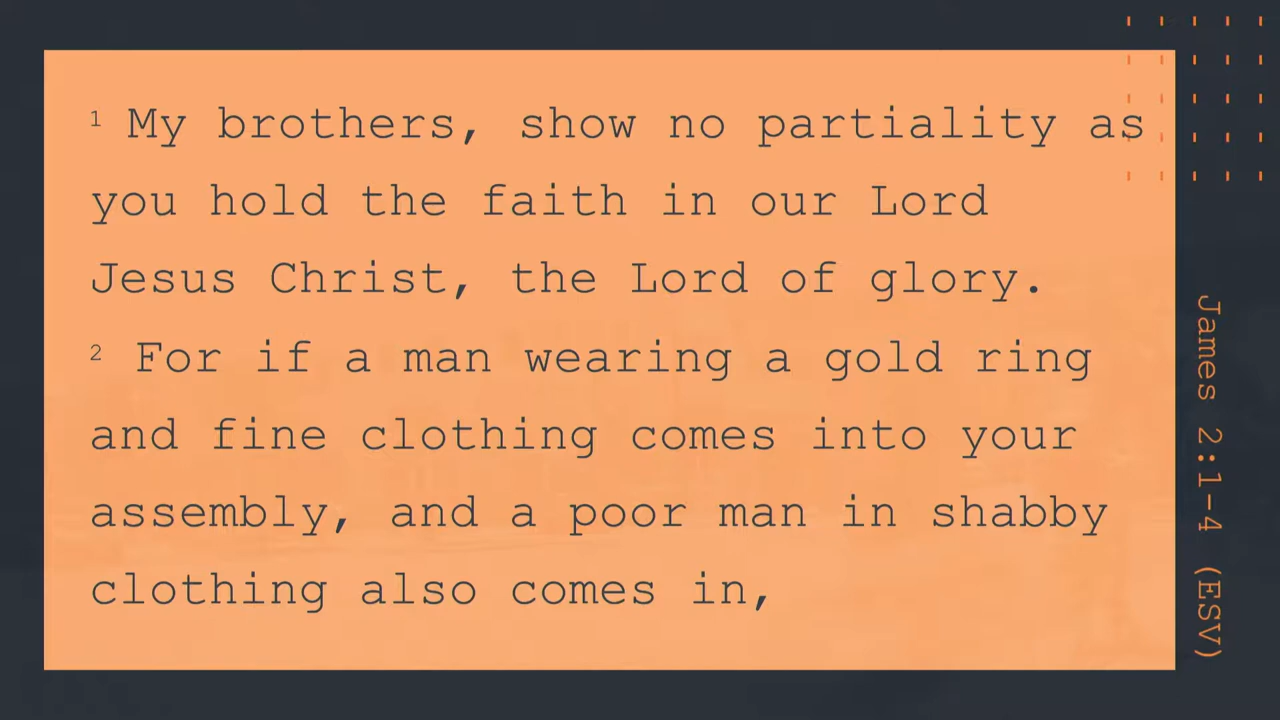 1 My brothers, show no partiality as
you hold the faith in our Lord
Jesus Christ, the Lord of glory.
2 For if a man wearing a gold ring
and fine clothing comes into your
assembly, and a poor man in shabby
clothing also comes in,
James 2:1-4 (ESV)